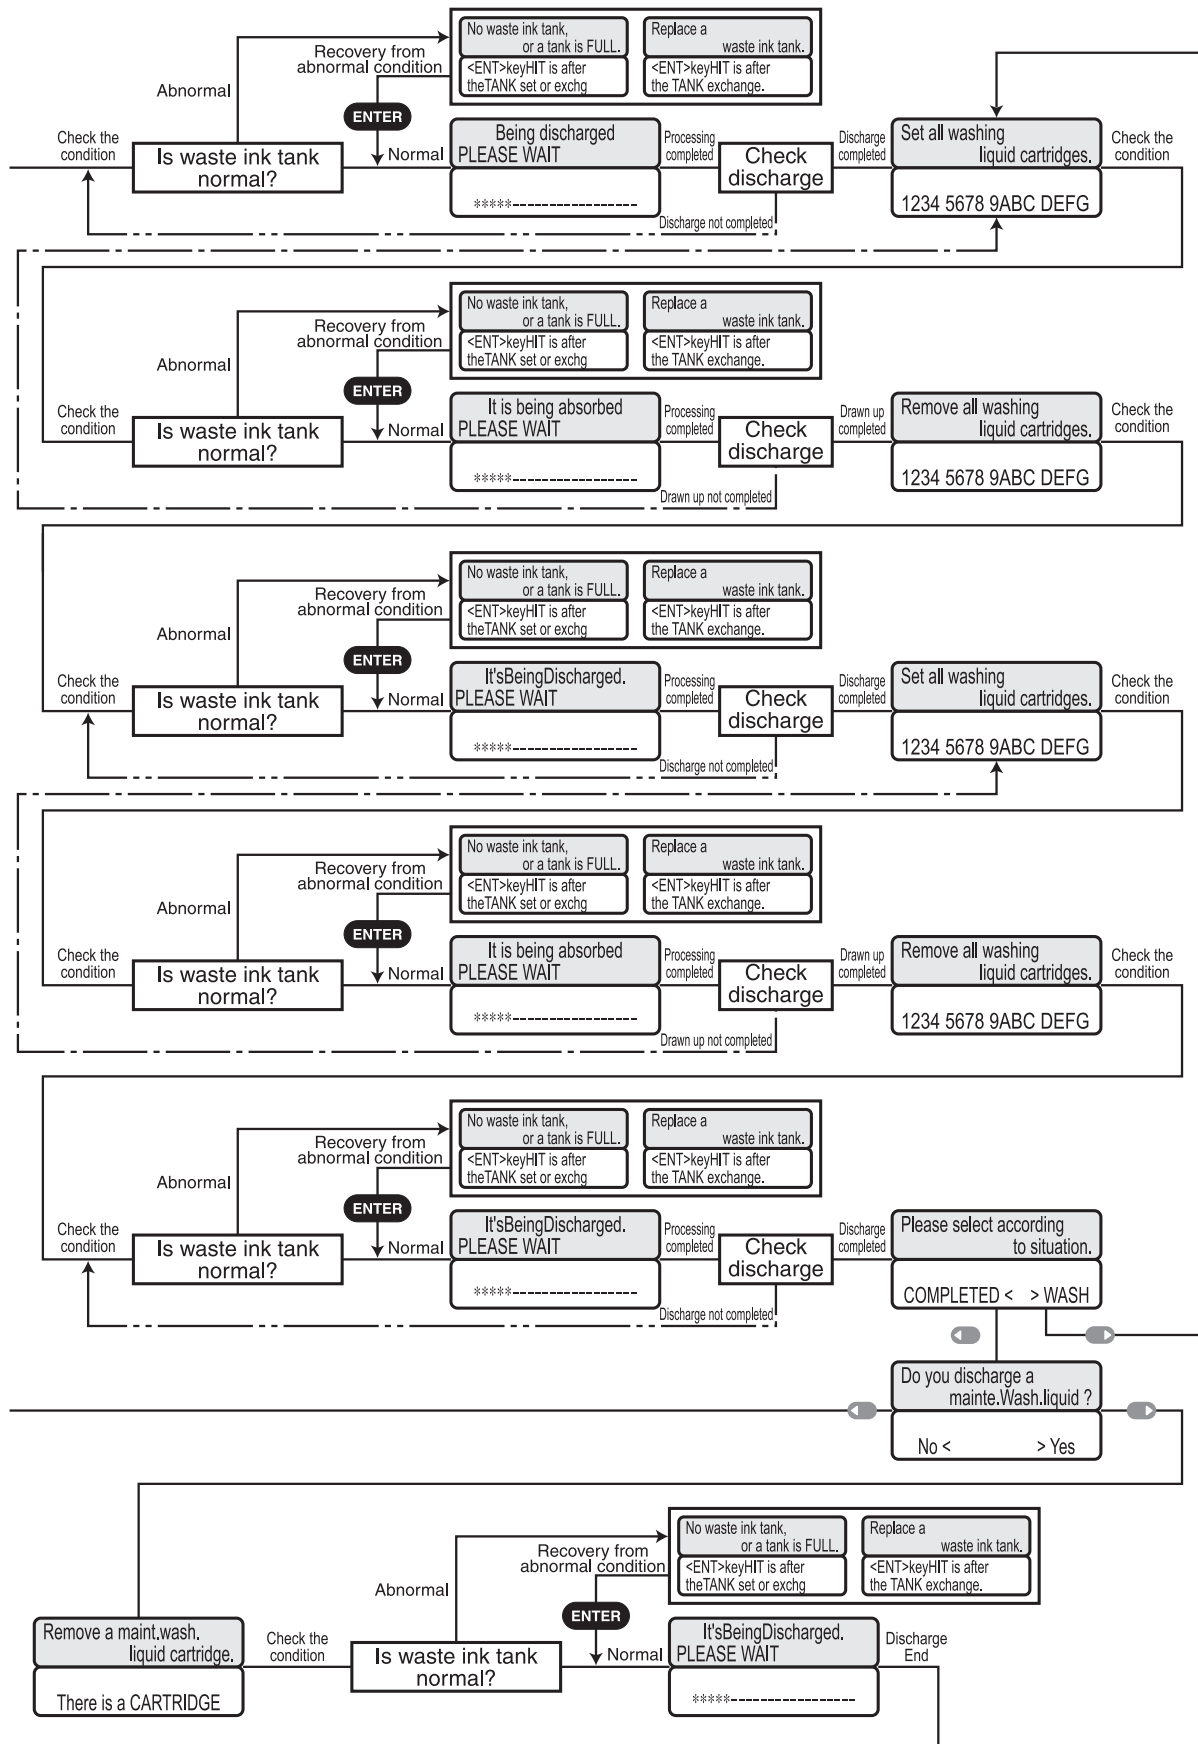 No waste ink tank,
or a tank is FULL.
<ENT>keyHIT is after
theTANK set or exchg
Replace a
waste ink tank.
<ENT>keyHIT is after
the TANK exchange.
Recovery from
abnormal condition
Abnormal
ENTER
Check the
condition
Is waste ink tank
normal?
Normal
Being discharged
PLEASE WAIT
*****------------------
Processing
completed
Check
discharge
Discharge
completed
Discharge not completed
Set all washing
liquid cartridges.
1234 5678 9ABC DEFG
Check the
condition
No waste ink tank,
or a tank is FULL.
<ENT>keyHIT is after
theTANK set or exchg
Replace a
waste ink tank.
<ENT>keyHIT is after
the TANK exchange.
Recovery from
abnormal condition
Abnormal
ENTER
Check the
condition
Is waste ink tank
normal?
Normal
It is being absorbed
PLEASE WAIT
*****------------------
Processing
completed
Check
discharge
Drawn up
completed
Drawn up not completed
Remove all washing
liquid cartridges.
1234 5678 9ABC DEFG
Check the
condition
No waste ink tank,
or a tank is FULL.
<ENT>keyHIT is after
theTANK set or exchg
Replace a
waste ink tank.
<ENT>keyHIT is after
the TANK exchange.
Recovery from
abnormal condition
Abnormal
ENTER
Check the
condition
Is waste ink tank
normal?
Normal
It'sBeingDischarged.
PLEASE WAIT
*****------------------
Processing
completed
Check
discharge
Discharge
completed
Discharge not completed
Set all washing
liquid cartridges.
1234 5678 9ABC DEFG
Check the
condition
No waste ink tank,
or a tank is FULL.
<ENT>keyHIT is after
theTANK set or exchg
Replace a
waste ink tank.
<ENT>keyHIT is after
the TANK exchange.
Recovery from
abnormal condition
Abnormal
ENTER
Check the
condition
Is waste ink tank
normal?
Normal
It is being absorbed
PLEASE WAIT
*****------------------
Processing
completed
Check
discharge
Drawn up
completed
Drawn up not completed
Remove all washing
liquid cartridges.
1234 5678 9ABC DEFG
Check the
condition
No waste ink tank,
or a tank is FULL.
<ENT>keyHIT is after
theTANK set or exchg
Replace a
waste ink tank.
<ENT>keyHIT is after
the TANK exchange.
Recovery from
abnormal condition
Abnormal
ENTER
Check the
condition
Is waste ink tank
normal?
Normal
It'sBeingDischarged.
PLEASE WAIT
*****------------------
Processing
completed
Check
discharge
Discharge
completed
Discharge not completed
Please select according
to situation.
COMPLETED < > WASH
Do you discharge a
mainte.Wash.liquid ?
No < > Yes
No waste ink tank,
or a tank is FULL.
<ENT>keyHIT is after
theTANK set or exchg
Replace a
waste ink tank.
<ENT>keyHIT is after
the TANK exchange.
Recovery from
abnormal condition
Abnormal
ENTER
Remove a maint.wash.
liquid cartridge.
There is a CARTRIDGE
Check the
condition
Is waste ink tank
normal?
Normal
It'sBeingDischarged.
PLEASE WAIT
*****------------------
Discharge
End